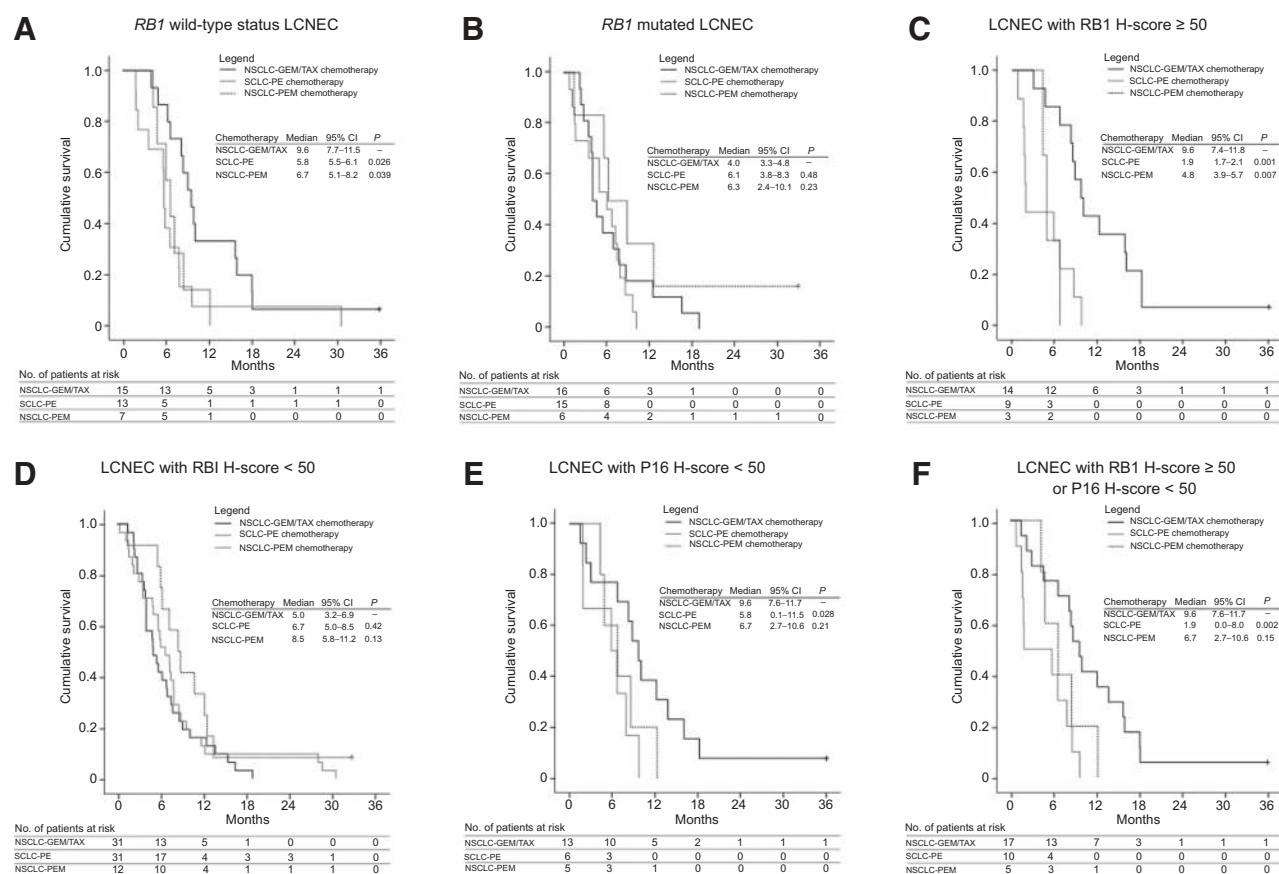 A
RB1 wild-type status LCNEC
Legend
NSCLC-GEM/TAX chemotherapy
SCLC-PE chemotherapy
NSCLC-PEM chemotherapy
Chemotherapy Median 95% CI P
NSCLC-GEM/TAX 9.6 7.7–11.5 –
SCLC-PE 5.8 5.5–6.1 0.026
NSCLC-PEM 6.7 5.1–8.2 0.039
Cumulative survival
1.0
0.8
0.6
0.4
0.2
0
0 6 12 18 24 30 36
Months
No. of patients at risk
NSCLC-GEM/TAX 15 13 5 3 1 1 1
SCLC-PE 13 5 1 1 1 1 0
NSCLC-PEM 7 5 1 0 0 0 0
B
RB1 mutated LCNEC
Legend
NSCLC-GEM/TAX chemotherapy
SCLC-PE chemotherapy
NSCLC-PEM chemotherapy
Chemotherapy Median 95% CI P
NSCLC-GEM/TAX 4.0 3.3–4.8 –
SCLC-PE 6.1 3.8–8.3 0.48
NSCLC-PEM 6.3 2.4–10.1 0.23
Cumulative survival
1.0
0.8
0.6
0.4
0.2
0
0 6 12 18 24 30 36
Months
No. of patients at risk
NSCLC-GEM/TAX 16 6 3 1 0 0 0
SCLC-PE 15 8 0 0 0 0 0
NSCLC-PEM 6 4 2 1 1 1 0
C
LCNEC with RB1 H-score ≥ 50
Legend
NSCLC-GEM/TAX chemotherapy
SCLC-PE chemotherapy
NSCLC-PEM chemotherapy
Chemotherapy Median 95% CI P
NSCLC-GEM/TAX 9.6 7.4–11.8 –
SCLC-PE 1.9 1.7–2.1 0.001
NSCLC-PEM 4.8 3.9–5.7 0.007
Cumulative survival
1.0
0.8
0.6
0.4
0.2
0
0 6 12 18 24 30 36
Months
No. of patients at risk
NSCLC-GEM/TAX 14 12 6 3 1 1 1
SCLC-PE 9 3 0 0 0 0 0
NSCLC-PEM 3 2 0 0 0 0 0
D
LCNEC with RBI H-score < 50
Legend
NSCLC-GEM/TAX chemotherapy
SCLC-PE chemotherapy
NSCLC-PEM chemotherapy
Chemotherapy Median 95% CI P
NSCLC-GEM/TAX 5.0 3.2–6.9 –
SCLC-PE 6.7 5.0–8.5 0.42
NSCLC-PEM 8.5 5.8–11.2 0.13
Cumulative survival
1.0
0.8
0.6
0.4
0.2
0
0 6 12 18 24 30 36
Months
No. of patients at risk
NSCLC-GEM/TAX 31 13 5 1 0 0 0
SCLC-PE 31 17 4 3 3 1 0
NSCLC-PEM 12 10 4 1 1 1 0
E
LCNEC with P16 H-score < 50
Legend
NSCLC-GEM/TAX chemotherapy
SCLC-PE chemotherapy
NSCLC-PEM chemotherapy
Chemotherapy Median 95% CI P
NSCLC-GEM/TAX 9.6 7.6–11.7 –
SCLC-PE 5.8 0.1–11.5 0.028
NSCLC-PEM 6.7 2.7–10.6 0.21
Cumulative survival
1.0
0.8
0.6
0.4
0.2
0
0 6 12 18 24 30 36
Months
No. of patients at risk
NSCLC-GEM/TAX 13 10 5 2 1 1 1
SCLC-PE 6 3 0 0 0 0 0
NSCLC-PEM 5 3 1 0 0 0 0
F
LCNEC with RB1 H-score ≥ 50
or P16 H-score < 50
Legend
NSCLC-GEM/TAX chemotherapy
SCLC-PE chemotherapy
NSCLC-PEM chemotherapy
Chemotherapy Median 95% CI P
NSCLC-GEM/TAX 9.6 7.6–11.7 –
SCLC-PE 1.9 0.0–8.0 0.002
NSCLC-PEM 6.7 2.7–10.6 0.15
Cumulative survival
1.0
0.8
0.6
0.4
0.2
0
0 6 12 18 24 30 36
Months
No. of patients at risk
NSCLC-GEM/TAX 17 13 7 3 1 1 1
SCLC-PE 10 4 0 0 0 0 0
NSCLC-PEM 5 3 1 0 0 0 0